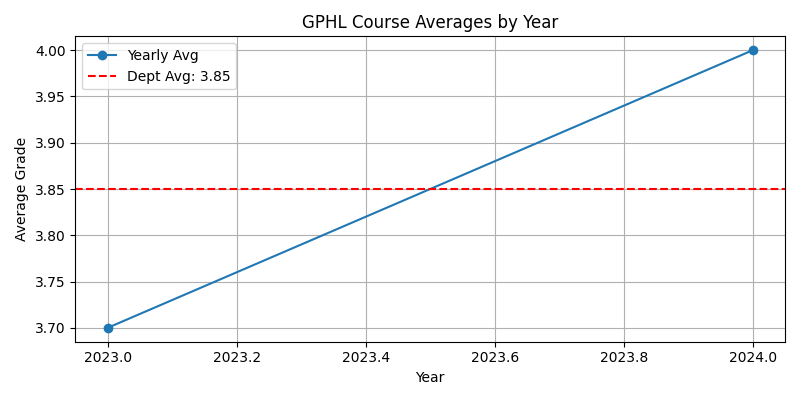 GPHL Course Averages by Year
Yearly Avg
Dept Avg: 3.85
Average Grade
4.00
3.95
3.90
3.85
3.80
3.75
3.70
2023.0 2023.2 2023.4 2023.6 2023.8 2024.0
Year